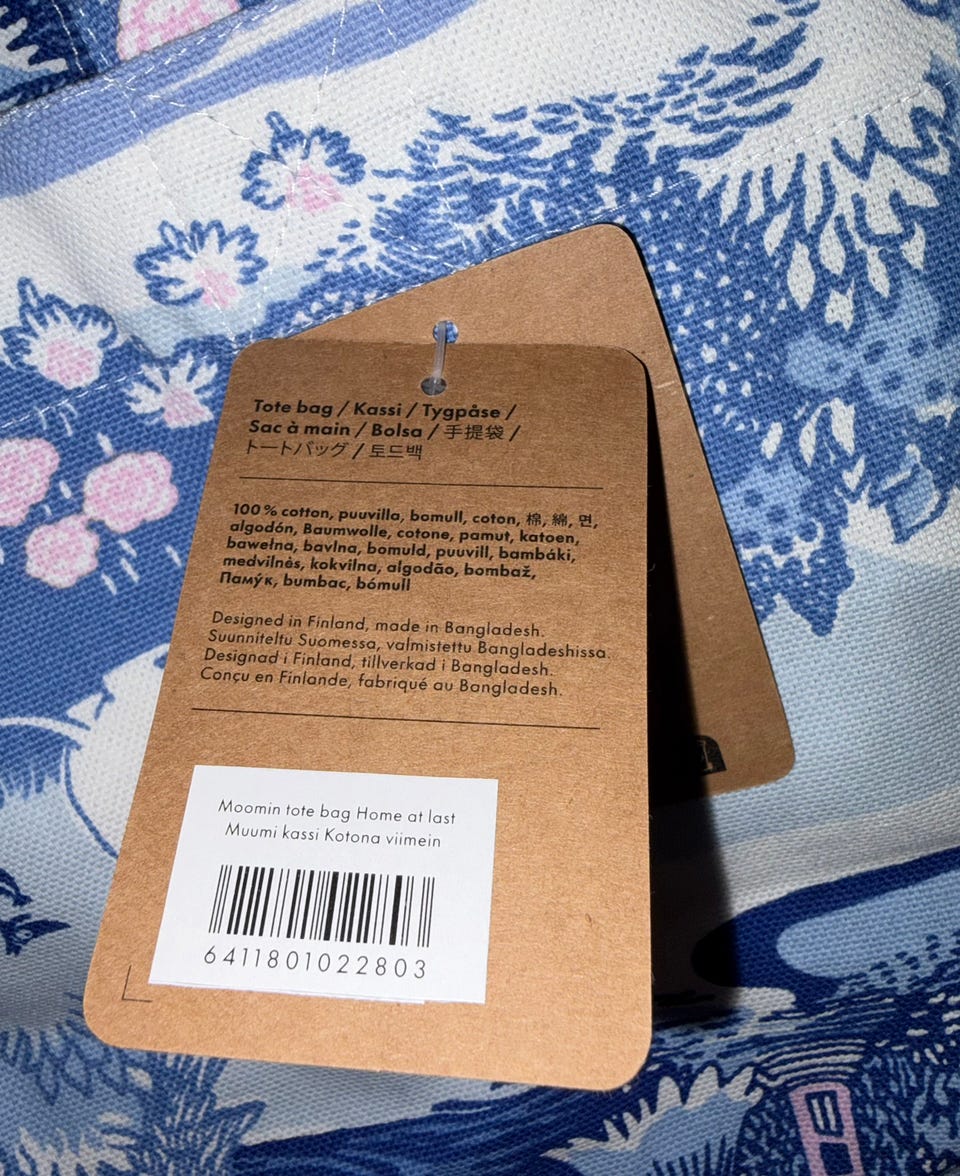 Tote bag / Kassi / Tygpåse /
Sac à main / Bolsa / 手提袋 /
トートバッグ / 토드백
100 % cotton, puuvilla, bomull, coton, 棉, 綿, 면,
algodón, Baumwolle, cotone, pamut, katoen,
bawełna, bavlna, bomuld, puuvill, bambáki,
medvilnės, kokvilna, algodão, bombaž,
Паму́к, bumbac, bómull
Designed in Finland, made in Bangladesh.
Suunniteltu Suomessa, valmistettu Bangladeshissa.
Designad i Finland, tillverkad i Bangladesh.
Conçu en Finlande, fabriqué au Bangladesh.
Moomin tote bag Home at last
Muumi kassi Kotona viimein
6411801022803